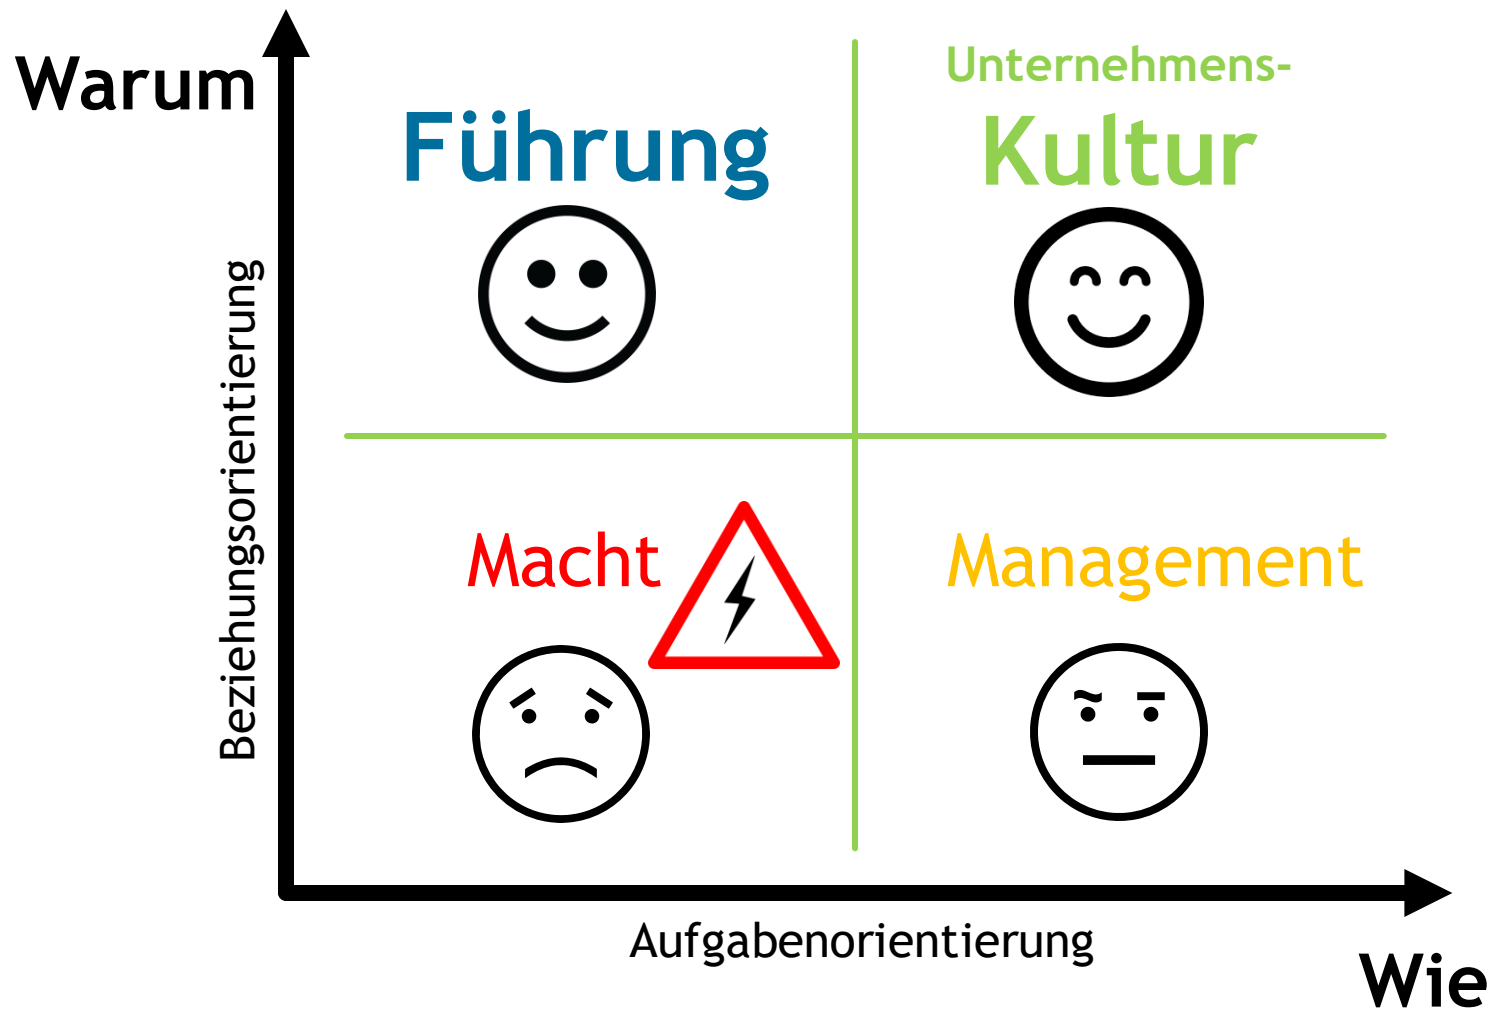 Warum
Führung
Unternehmens-
Kultur
Beziehungsorientierung
Macht
Management
Aufgabenorientierung
Wie